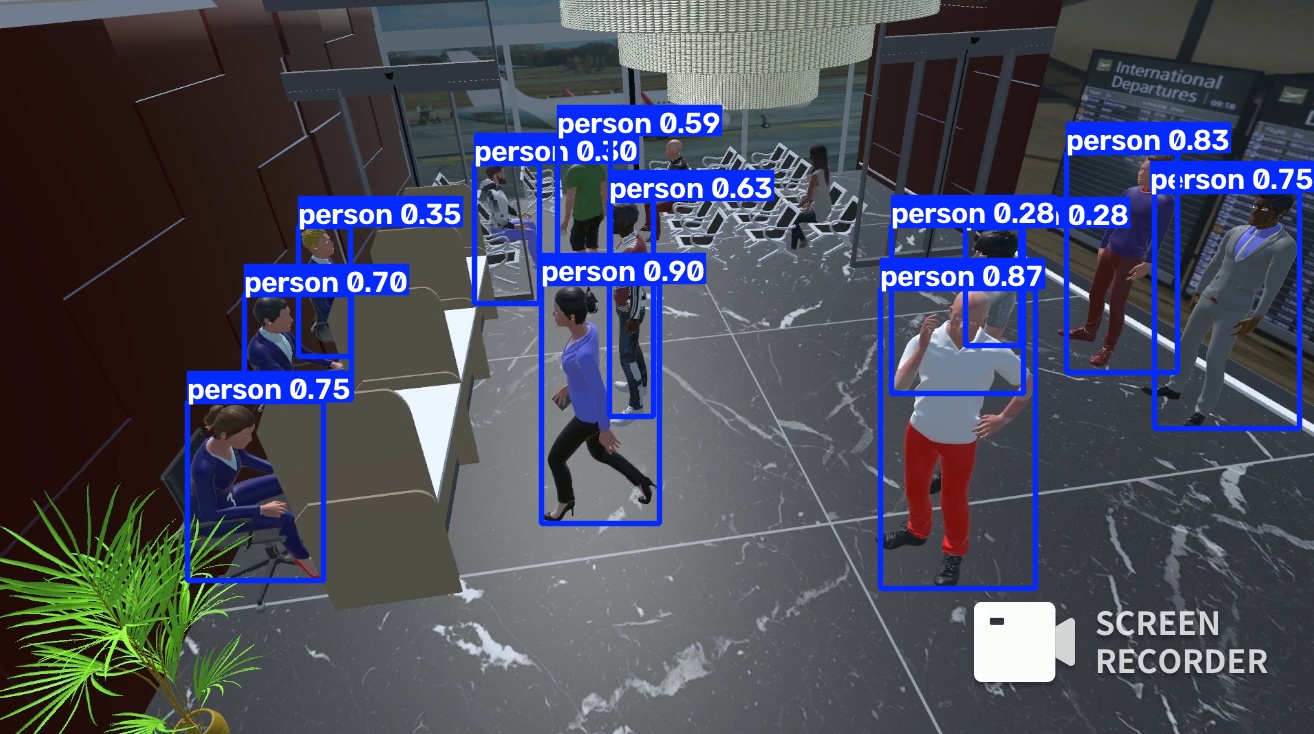 person 0.59
person 0.30
person 0.83
person 0.75
person 0.63
person 0.35
person 0.28
0.28
person 0.90
person 0.87
person 0.70
person 0.75
International
Departures
09:18
SCREEN
RECORDER